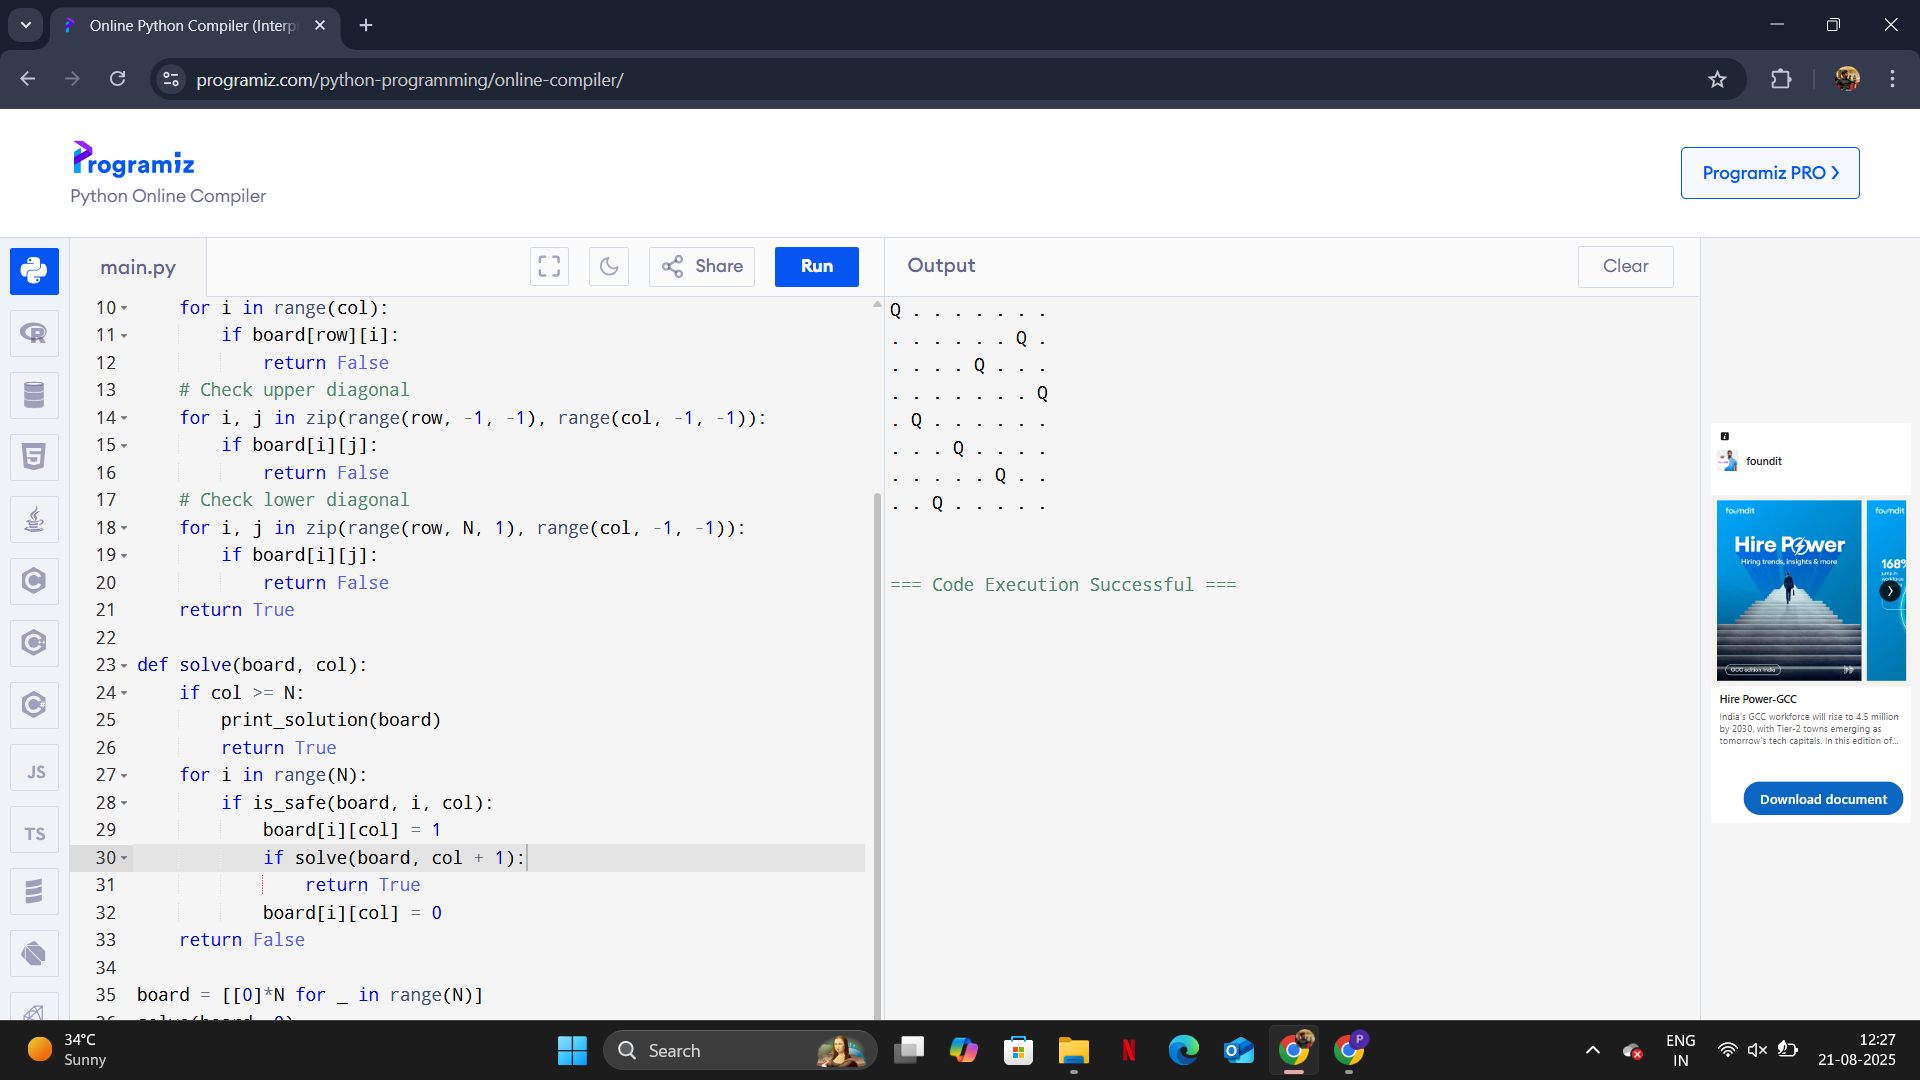 Online Python Compiler (Interp
programiz.com/python-programming/online-compiler/
Programiz
Python Online Compiler
Programiz PRO ❯
main.py
Share
Run
Output
Clear
10 for i in range(col):
11 if board[row][i]:
12 return False
13 # Check upper diagonal
14 for i, j in zip(range(row, -1, -1), range(col, -1, -1)):
15 if board[i][j]:
16 return False
17 # Check lower diagonal
18 for i, j in zip(range(row, N, 1), range(col, -1, -1)):
19 if board[i][j]:
20 return False
21 return True
22
23 def solve(board, col):
24 if col >= N:
25 print_solution(board)
26 return True
27 for i in range(N):
28 if is_safe(board, i, col):
29 board[i][col] = 1
30 if solve(board, col + 1):
31 return True
32 board[i][col] = 0
33 return False
34
35 board = [[0]*N for _ in range(N)]
Q . . . . . . .
. . . . . . Q .
. . . . Q . . .
. . . . . . . Q
. Q . . . . . .
. . . Q . . . .
. . . . . Q . .
. . Q . . . . .
=== Code Execution Successful ===
JS
TS
foundit
foundit
foundit
Hire Power
Hiring trends, insights & more
168%
GCC edition India
Hire Power-GCC
India's GCC workforce will rise to 4.5 million
by 2030, with Tier-2 towns emerging as
tomorrow's tech capitals. In this edition of...
Download document
34°C
Sunny
Search
P
ENG
IN
12:27
21-08-2025